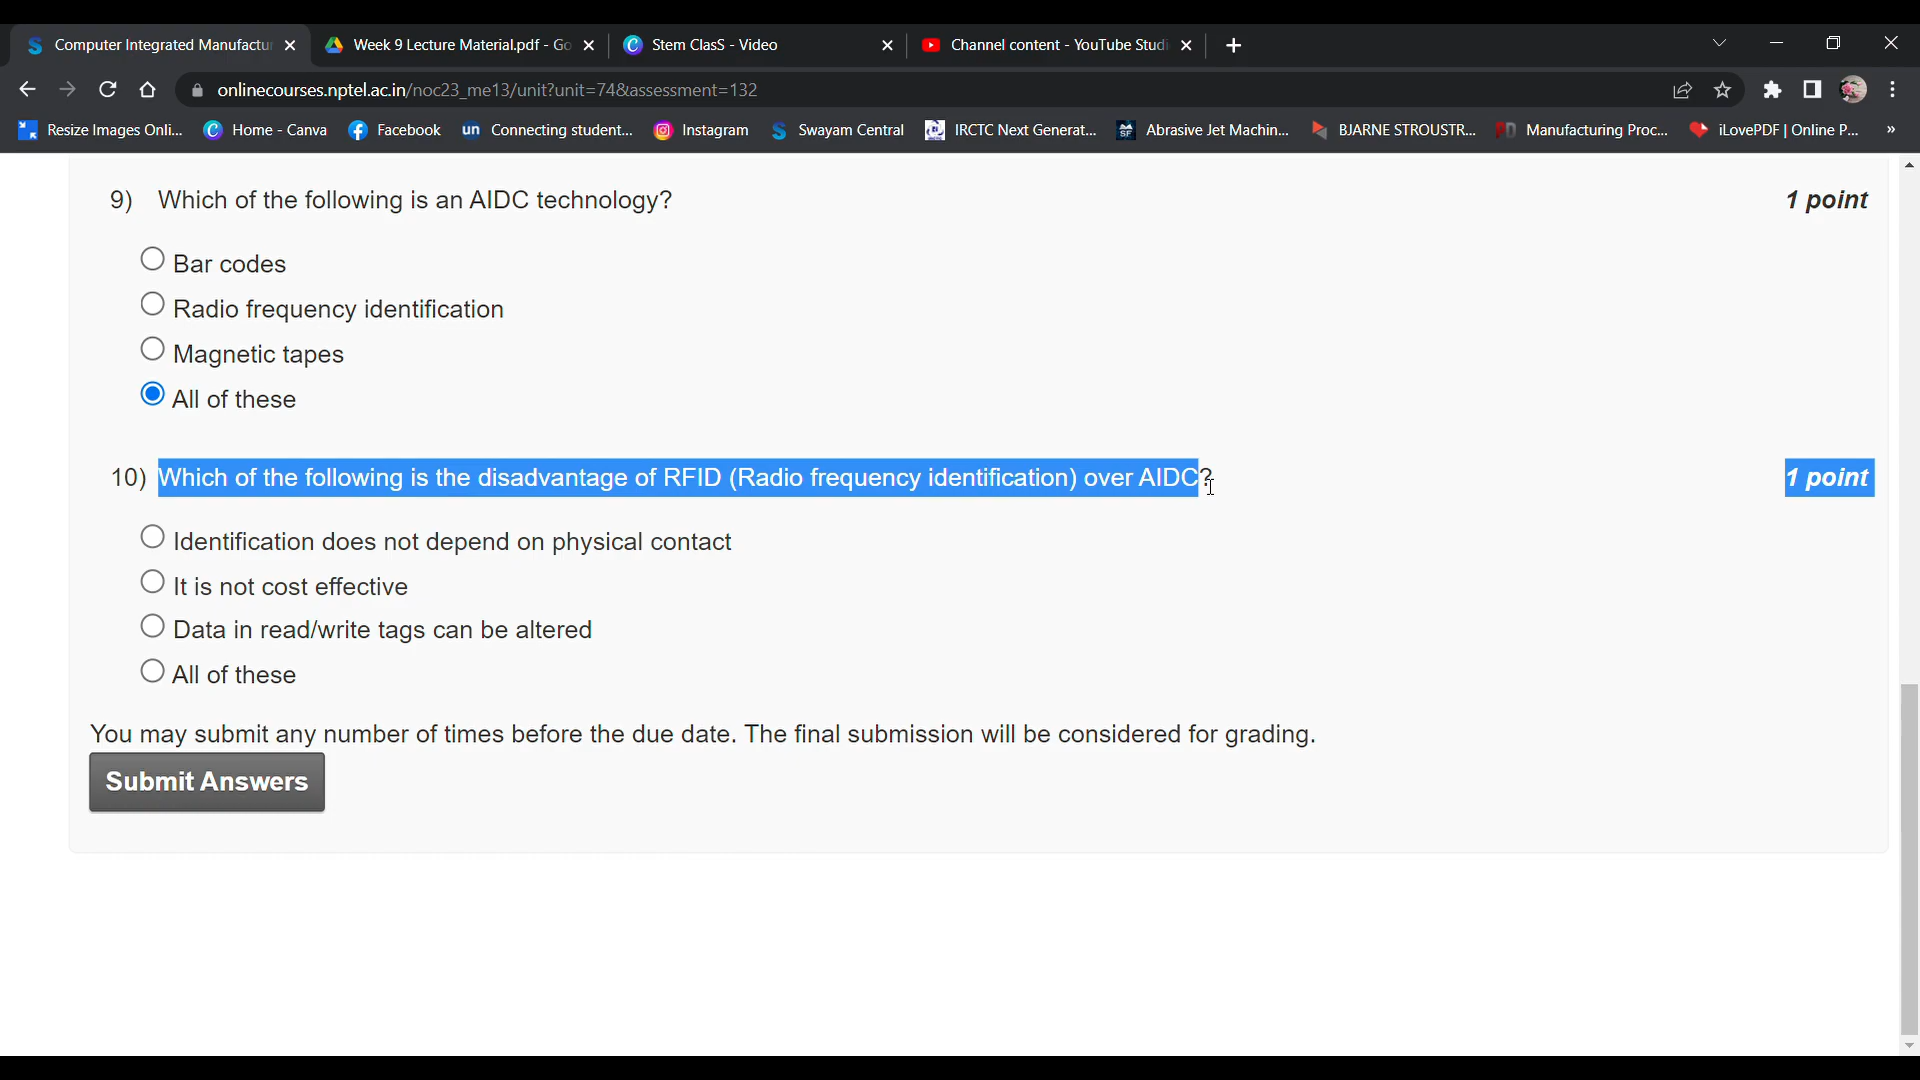 Computer Integrated Manufactur
Week 9 Lecture Material.pdf - Go
Stem ClasS - Video
Channel content - YouTube Studi
onlinecourses.nptel.ac.in/noc23_me13/unit?unit=74&assessment=132
Resize Images Onli...
Home - Canva
Facebook
un Connecting student...
Instagram
Swayam Central
IRCTC Next Generat...
SF Abrasive Jet Machin...
BJARNE STROUSTR...
Manufacturing Proc...
iLovePDF | Online P...
»
9) Which of the following is an AIDC technology? 1 point
Bar codes
Radio frequency identification
Magnetic tapes
All of these
10) Which of the following is the disadvantage of RFID (Radio frequency identification) over AIDC? 1 point
Identification does not depend on physical contact
It is not cost effective
Data in read/write tags can be altered
All of these
You may submit any number of times before the due date. The final submission will be considered for grading.
Submit Answers